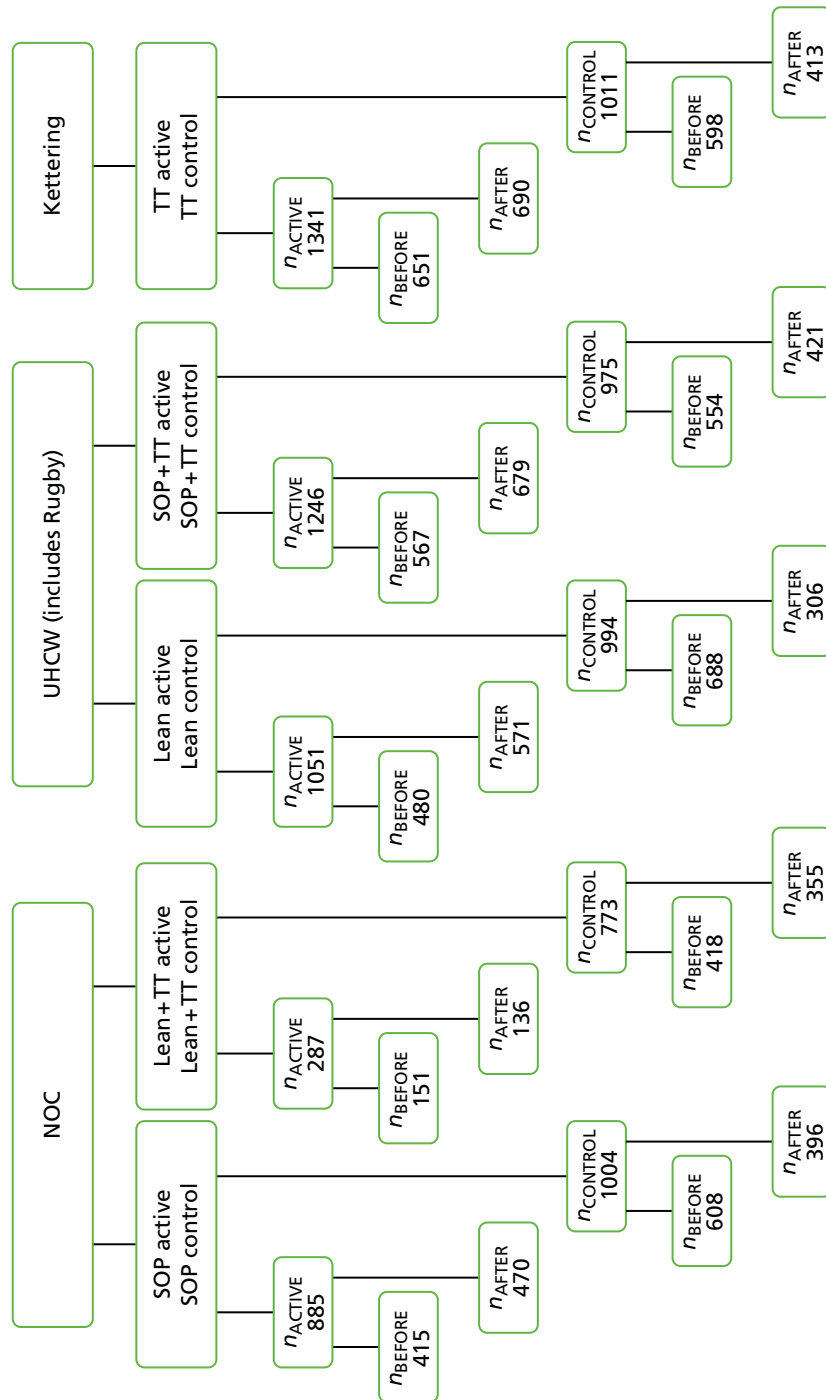 NOC
SOP active
SOP control
nACTIVE
885
nBEFORE
415
nAFTER
470
nCONTROL
1004
nBEFORE
608
nAFTER
396
Lean+TT active
Lean+TT control
nACTIVE
287
nBEFORE
151
nAFTER
136
nCONTROL
773
nBEFORE
418
nAFTER
355
UHCW (includes Rugby)
Lean active
Lean control
nACTIVE
1051
nBEFORE
480
nAFTER
571
nCONTROL
994
nBEFORE
688
nAFTER
306
SOP+TT active
SOP+TT control
nACTIVE
1246
nBEFORE
567
nAFTER
679
nCONTROL
975
nBEFORE
554
nAFTER
421
Kettering
TT active
TT control
nACTIVE
1341
nBEFORE
651
nAFTER
690
nCONTROL
1011
nBEFORE
598
nAFTER
413